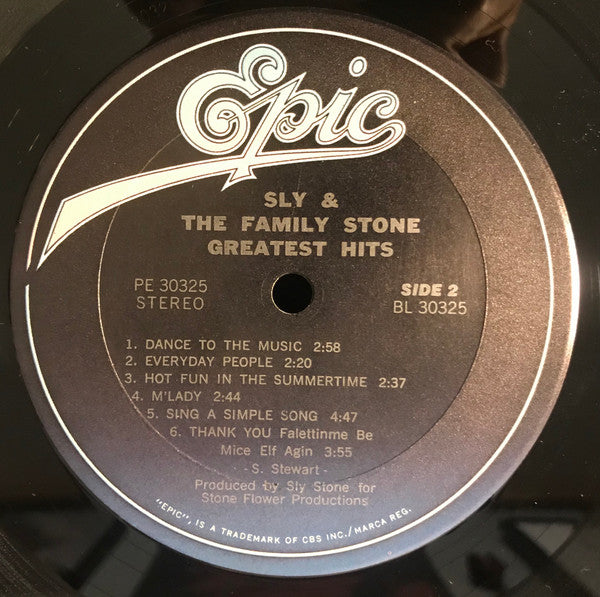 Epic
SLY &
THE FAMILY STONE
GREATEST HITS
PE 30325
STEREO
SIDE 2
BL 30325
1. DANCE TO THE MUSIC 2:58
2. EVERYDAY PEOPLE 2:20
3. HOT FUN IN THE SUMMERTIME 2:37
4. M'LADY 2:44
5. SING A SIMPLE SONG 4:47
6. THANK YOU Falettinme Be
Mice Elf Agin 3:55
- S. Stewart -
Produced by Sly Stone for
Stone Flower Productions
"EPIC", IS A TRADEMARK OF CBS INC./MARCA REG.